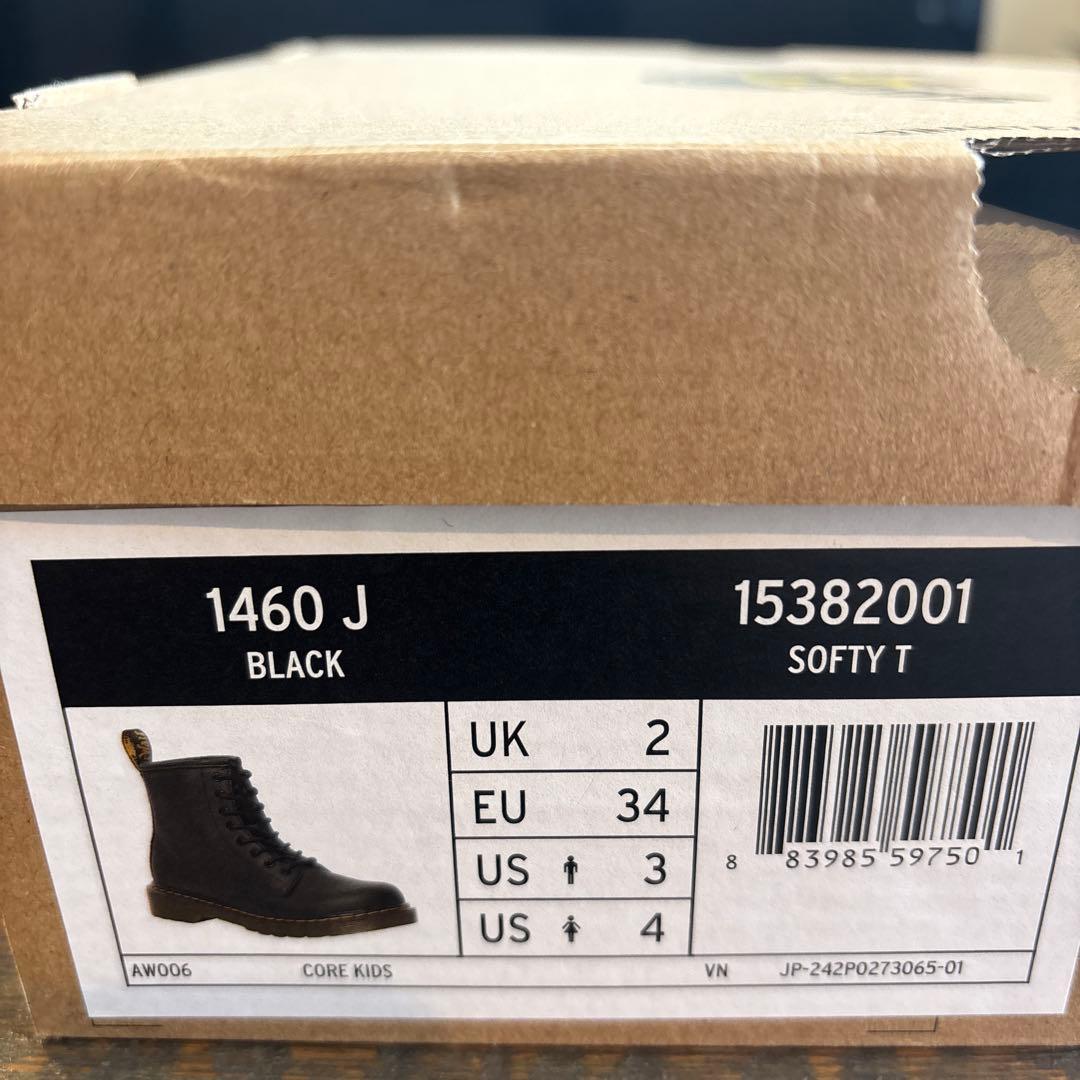 1460 J
BLACK
15382001
SOFTY T
UK 2
EU 34
US 3
US 4
8 83985 59750 1
AW006 CORE KIDS VN JP-242P0273065-01